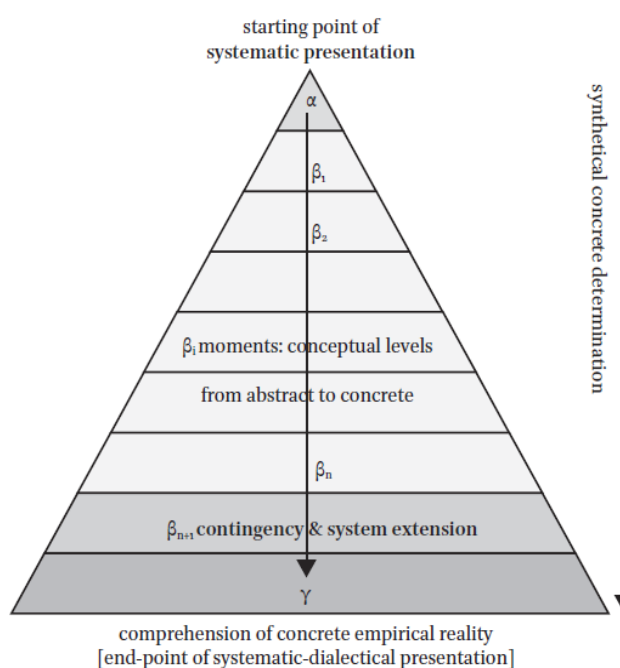 starting point of
systematic presentation
α
β₁
β₂
βᵢ moments: conceptual levels
from abstract to concrete
βₙ
βₙ₊₁ contingency & system extension
γ
comprehension of concrete empirical reality
[end-point of systematic-dialectical presentation]
synthetical concrete determination